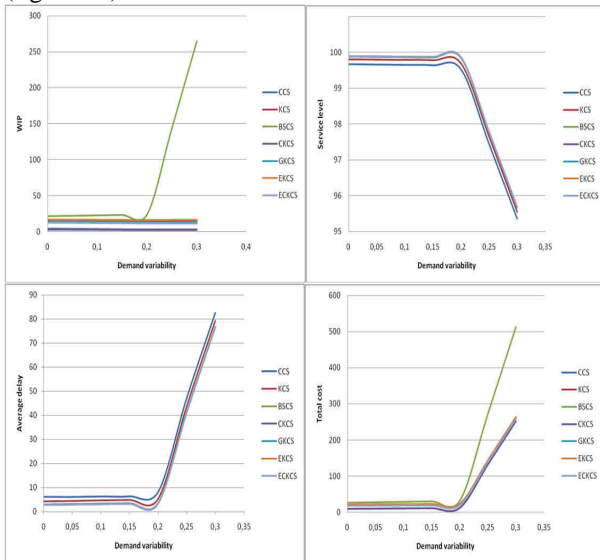 300
250
200
150
100
50
0
WIP
0 0,1 0,2 0,3 0,4
Demand variability
CCS
KCS
BSCS
CKCS
GKCS
EKCS
ECKCS
100
99
98
97
96
95
Service level
0 0,05 0,1 0,15 0,2 0,25 0,3 0,35
Demand variability
CCS
KCS
BSCS
CKCS
GKCS
EKCS
ECKCS
90
80
70
60
50
40
30
20
10
0
Average delay
0 0,05 0,1 0,15 0,2 0,25 0,3 0,35
Demand variability
CCS
KCS
BSCS
CKCS
GKCS
EKCS
ECKCS
600
500
400
300
200
100
0
Total cost
0 0,05 0,1 0,15 0,2 0,25 0,3 0,35
Demand variability
CCS
KCS
BSCS
CKCS
GKCS
EKCS
ECKCS